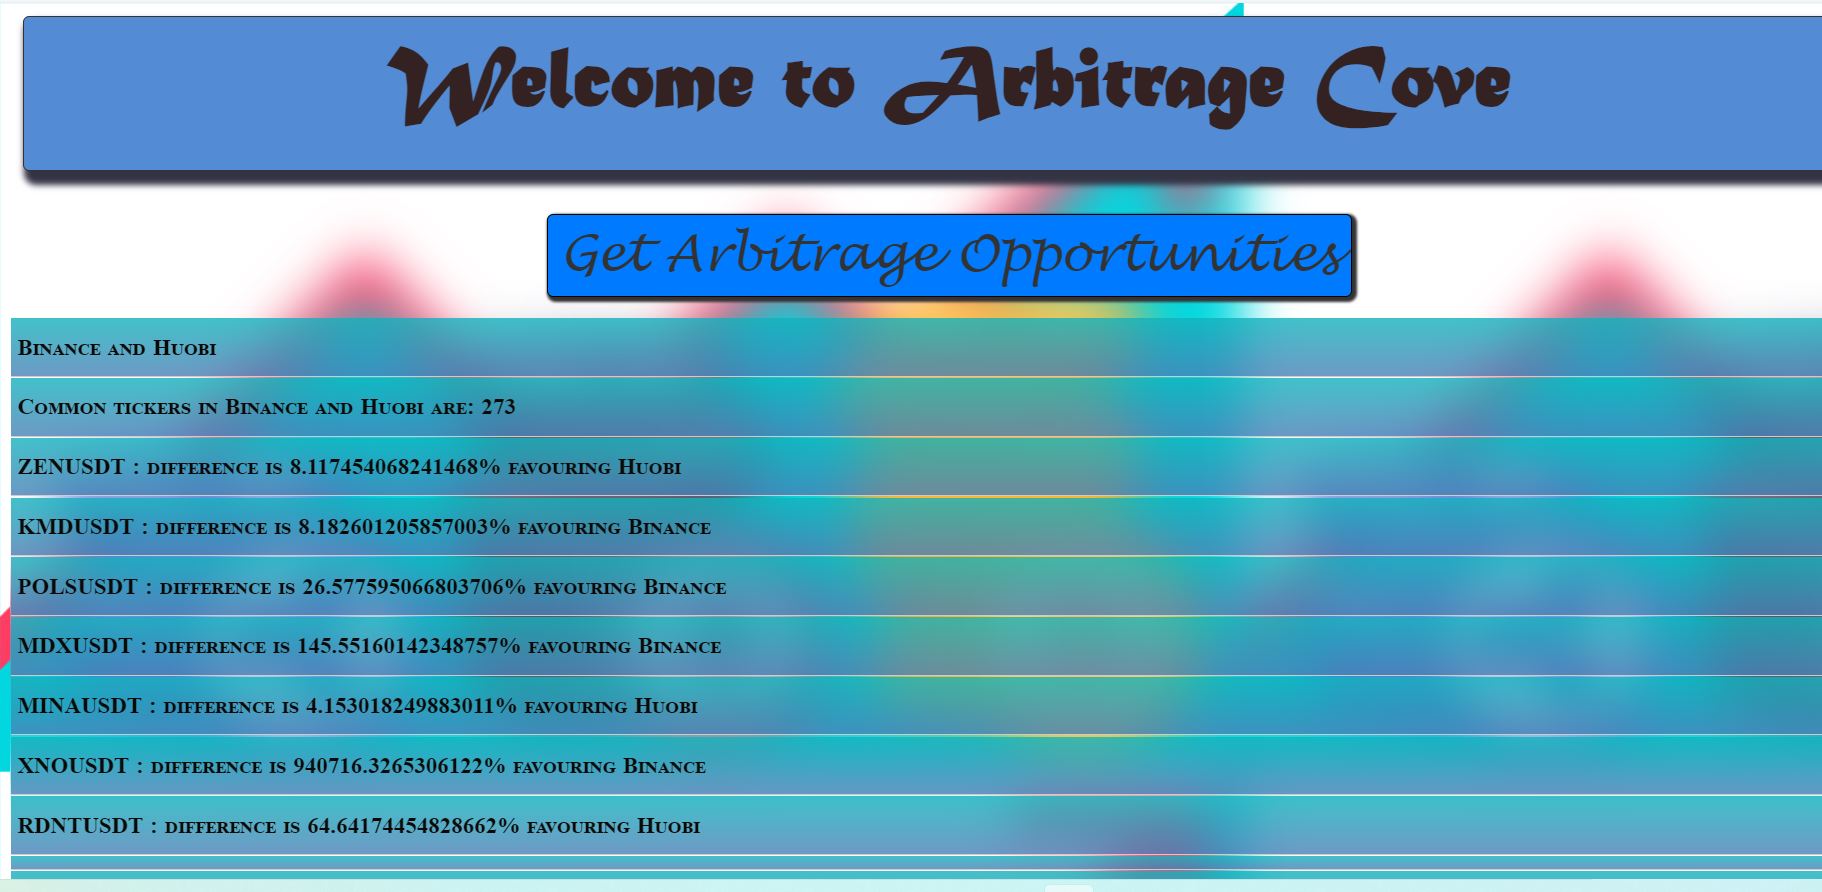 Welcome to Arbitrage Cove
Get Arbitrage Opportunities
Binance and Huobi
Common tickers in Binance and Huobi are: 273
ZENUSDT : difference is 8.117454068241468% favouring Huobi
KMDUSDT : difference is 8.182601205857003% favouring Binance
POLSUSDT : difference is 26.577595066803706% favouring Binance
MDXUSDT : difference is 145.55160142348757% favouring Binance
MINAUSDT : difference is 4.153018249883011% favouring Huobi
XNOUSDT : difference is 940716.3265306122% favouring Binance
RDNTUSDT : difference is 64.64174454828662% favouring Huobi